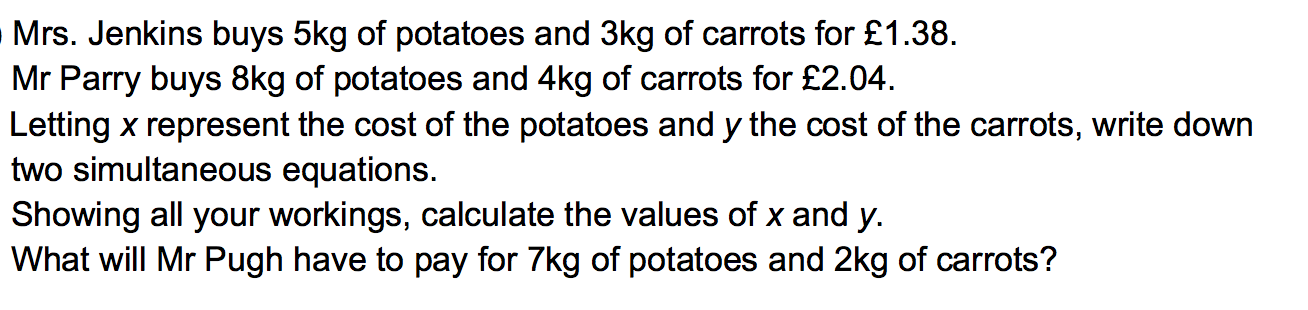 Mrs. Jenkins buys 5kg of potatoes and 3kg of carrots for £1.38.
Mr Parry buys 8kg of potatoes and 4kg of carrots for £2.04.
Letting x represent the cost of the potatoes and y the cost of the carrots, write down
two simultaneous equations.
Showing all your workings, calculate the values of x and y.
What will Mr Pugh have to pay for 7kg of potatoes and 2kg of carrots?